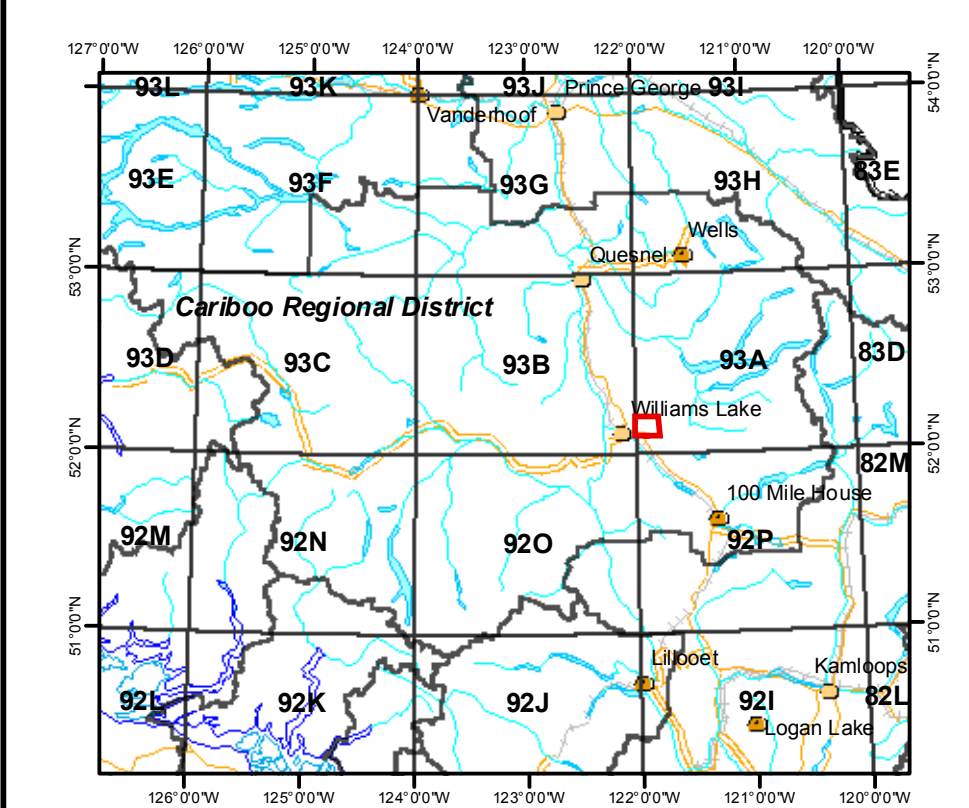 127°0'0"W 126°0'0"W 125°0'0"W 124°0'0"W 123°0'0"W 122°0'0"W 121°0'0"W 120°0'0"W
54°0'0"N
93L 93K 93J Prince George 93I
Vanderhoof
93E 93F 93G 93H 83E
Wells
Quesnel
53°0'0"N 53°0'0"N
Cariboo Regional District
93D 93C 93B 93A 83D
Williams Lake
52°0'0"N 52°0'0"N
82M
100 Mile House
92M 92N 92O 92P
51°0'0"N 51°0'0"N
Lillooet
Kamloops
92L 92K 92J 92I 82L
Logan Lake
126°0'0"W 125°0'0"W 124°0'0"W 123°0'0"W 122°0'0"W 121°0'0"W 120°0'0"W